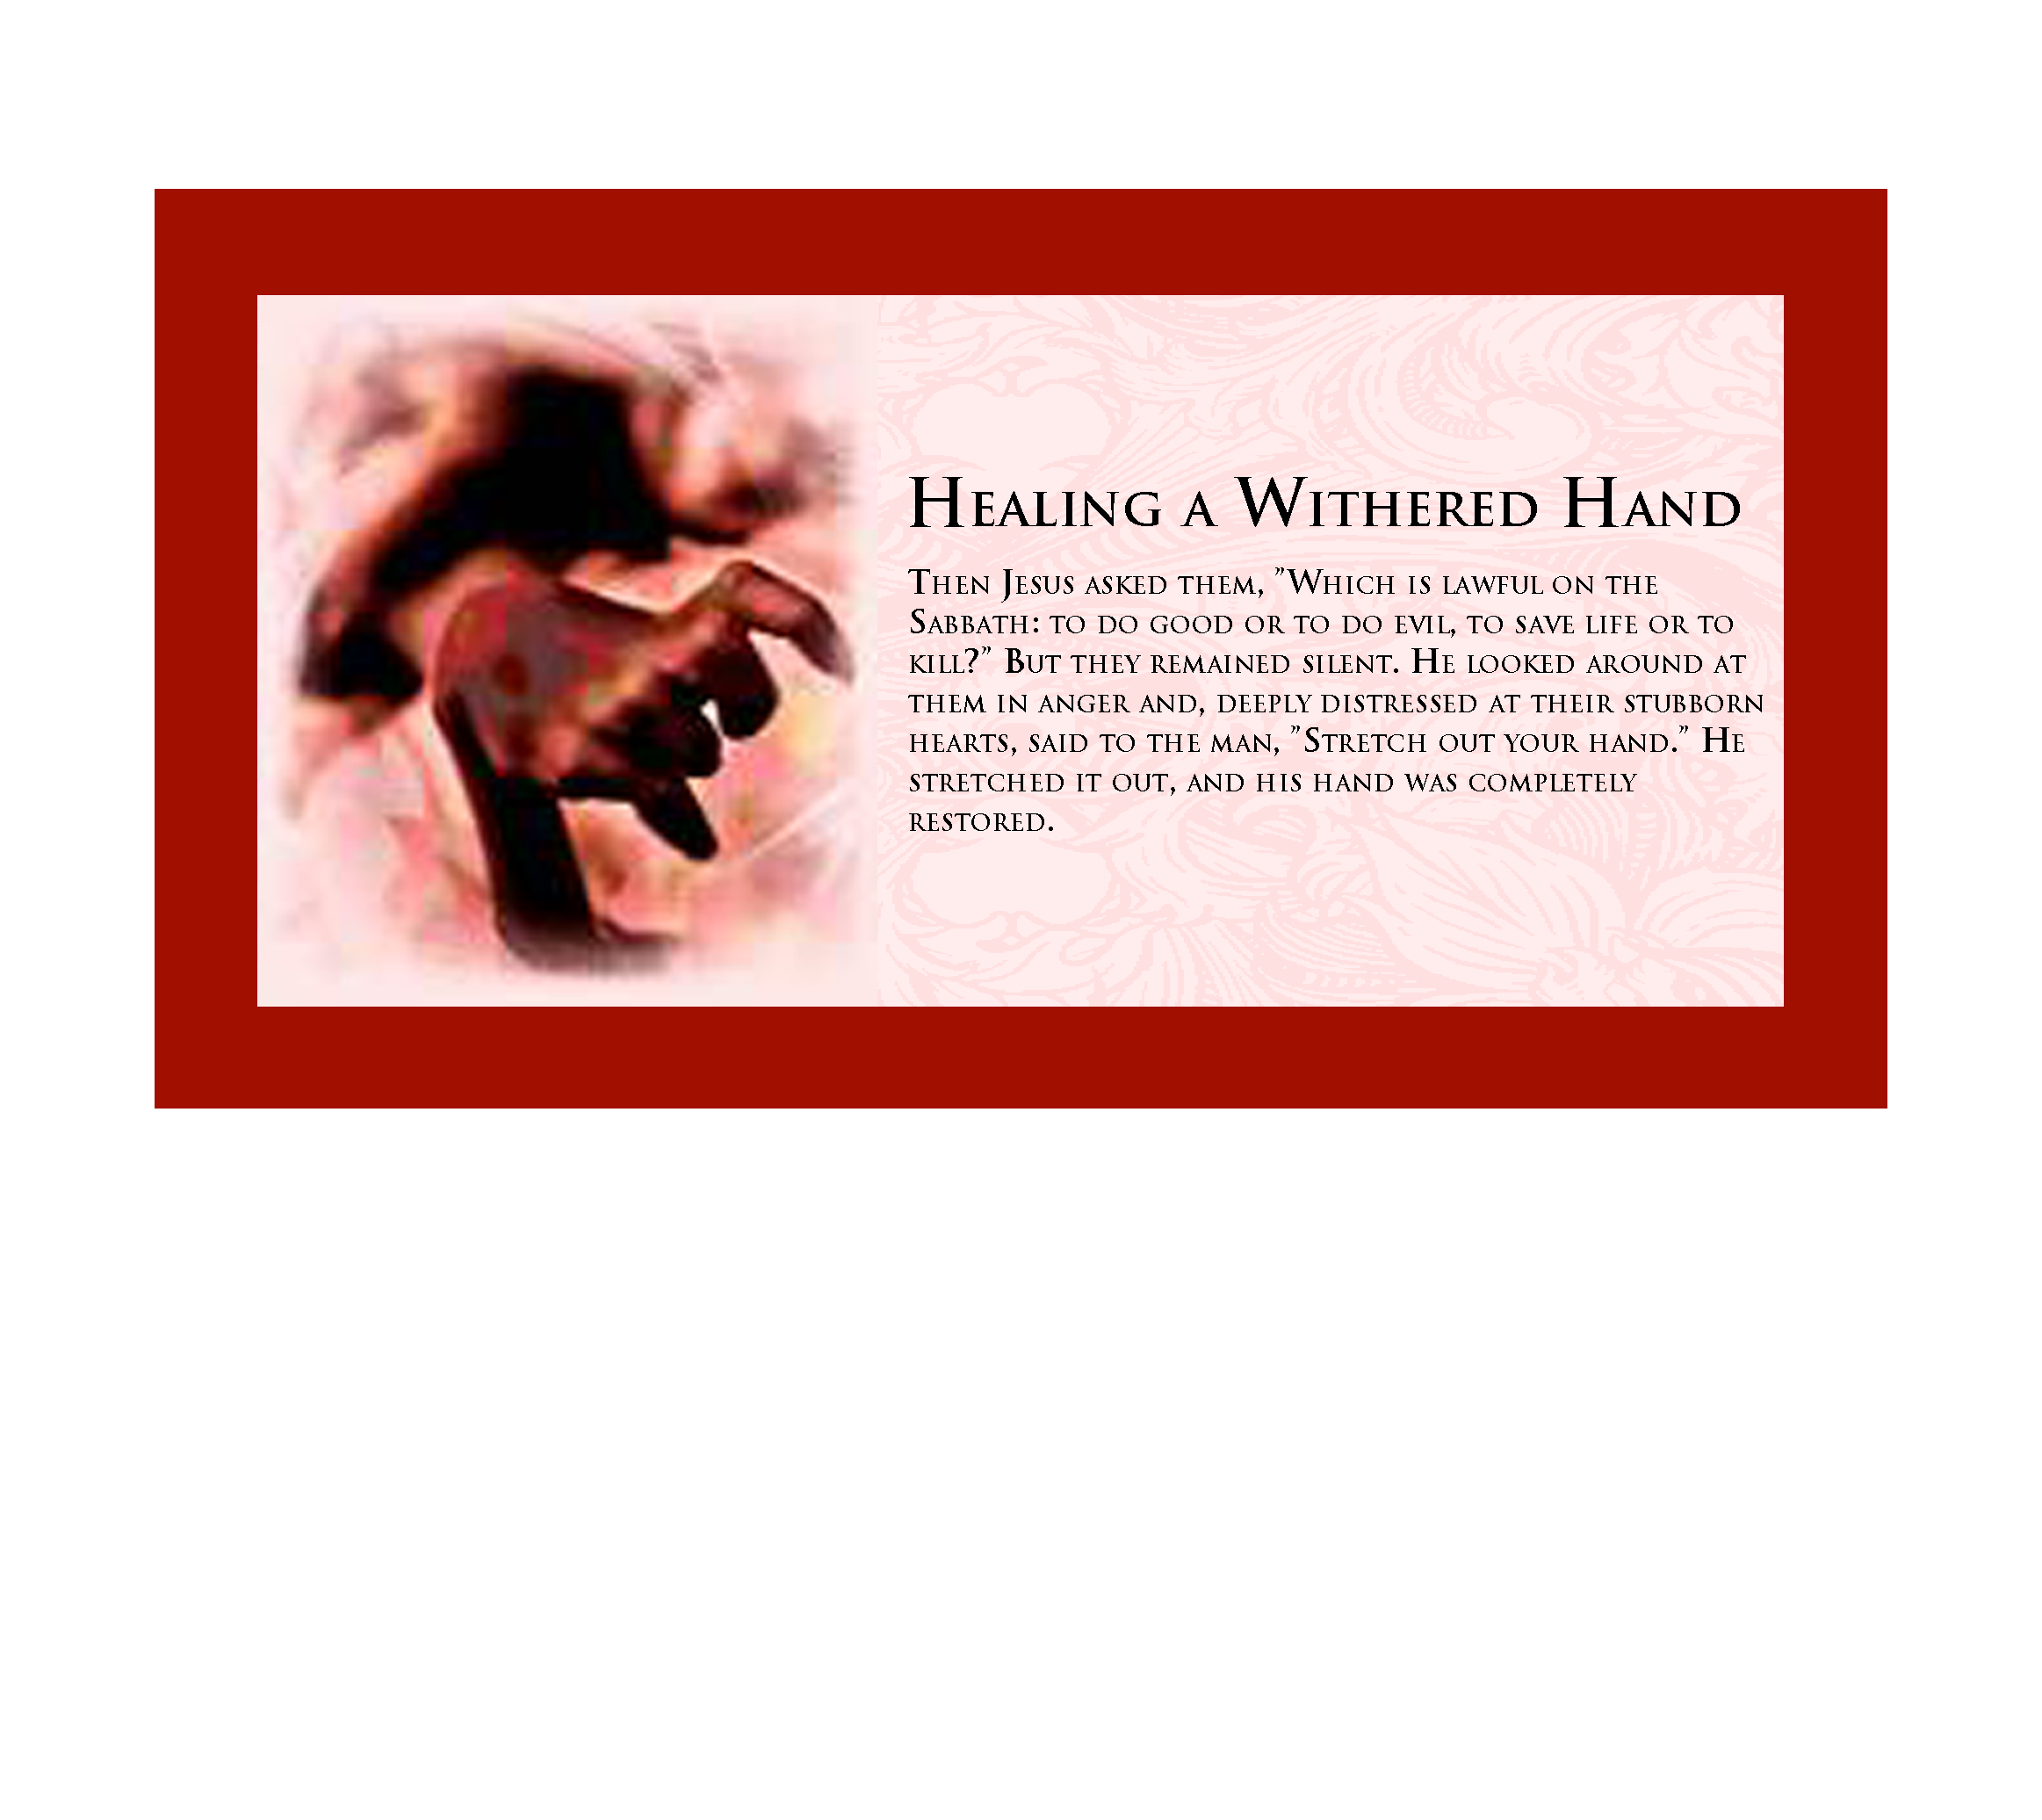 Healing a Withered Hand
Then Jesus asked them, ”Which is lawful on the
Sabbath: to do good or to do evil, to save life or to
kill?” But they remained silent. He looked around at
them in anger and, deeply distressed at their stubborn
hearts, said to the man, ”Stretch out your hand.” He
stretched it out, and his hand was completely
restored.